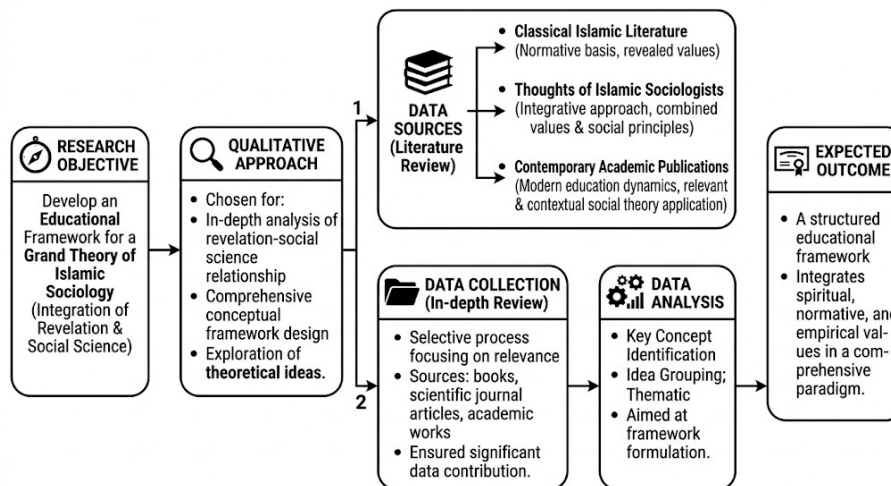 RESEARCH
OBJECTIVE
Develop an
Educational
Framework for a
Grand Theory of
Islamic Sociology
(Integration of
Revelation &
Social Science)
QUALITATIVE
APPROACH
• Chosen for:
• In-depth analysis of
revelation-social
science relationship
• Comprehensive
conceptual
framework design
• Exploration of
theoretical ideas.
1
DATA
SOURCES
(Literature
Review)
• Classical Islamic Literature
(Normative basis, revealed values)
• Thoughts of Islamic Sociologists
(Integrative approach, combined
values & social principles)
• Contemporary Academic Publications
(Modern education dynamics, relevant
& contextual social theory application)
2
DATA COLLECTION
(In-depth Review)
• Selective process
focusing on relevance
• Sources: books,
scientific journal
articles, academic
works
• Ensured significant
data contribution.
DATA
ANALYSIS
• Key Concept
Identification
• Idea Grouping;
Thematic
• Aimed at
framework
formulation.
EXPECTED
OUTCOME
• A structured
educational
framework
• Integrates
spiritual,
normative, and
empirical val-
ues in a com-
prehensive
paradigm.